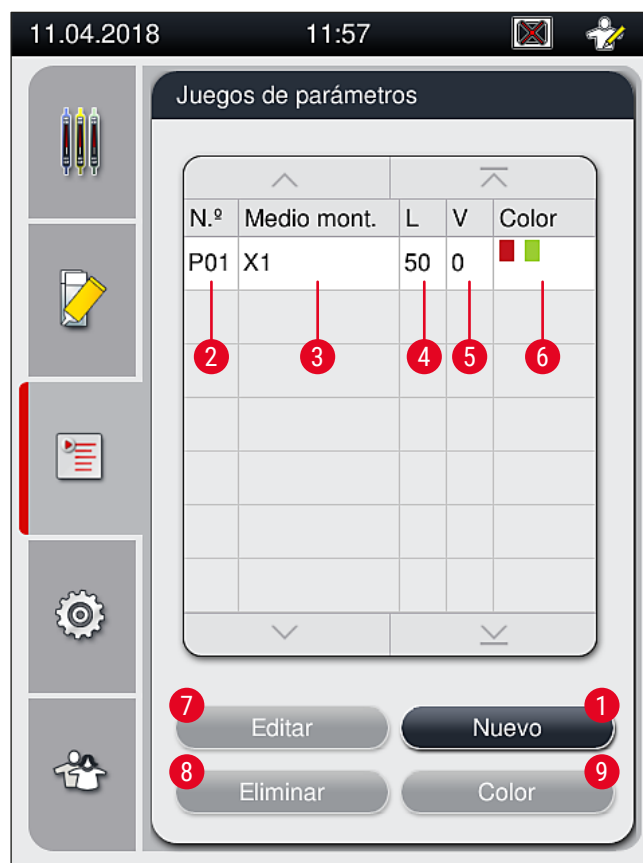 11.04.2018 11:57
Juegos de parámetros
N.º Medio mont. L V Color
P01 X1 50 0
2 3 4 5 6
7 Editar 1 Nuevo
8 Eliminar 9 Color